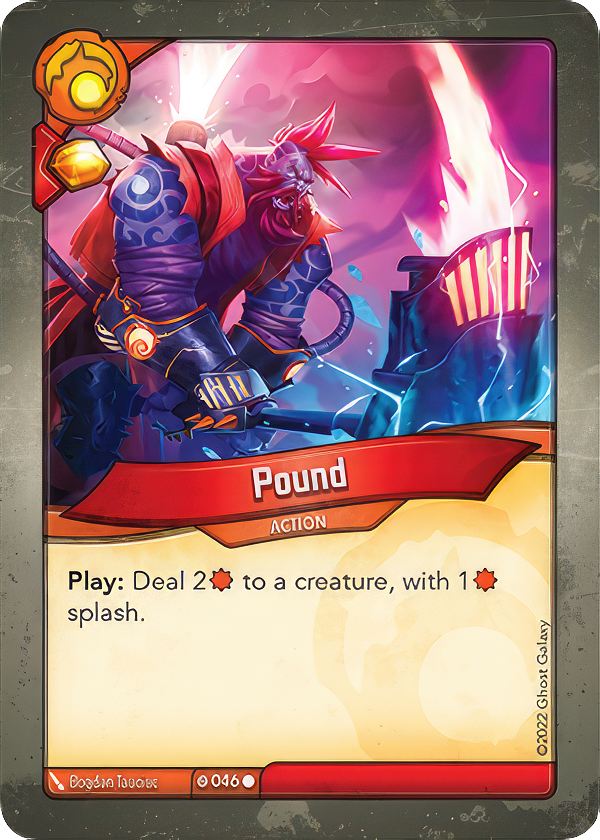 Pound
ACTION
Play: Deal 2 to a creature, with 1
splash.
©2022 Ghost Galaxy
046